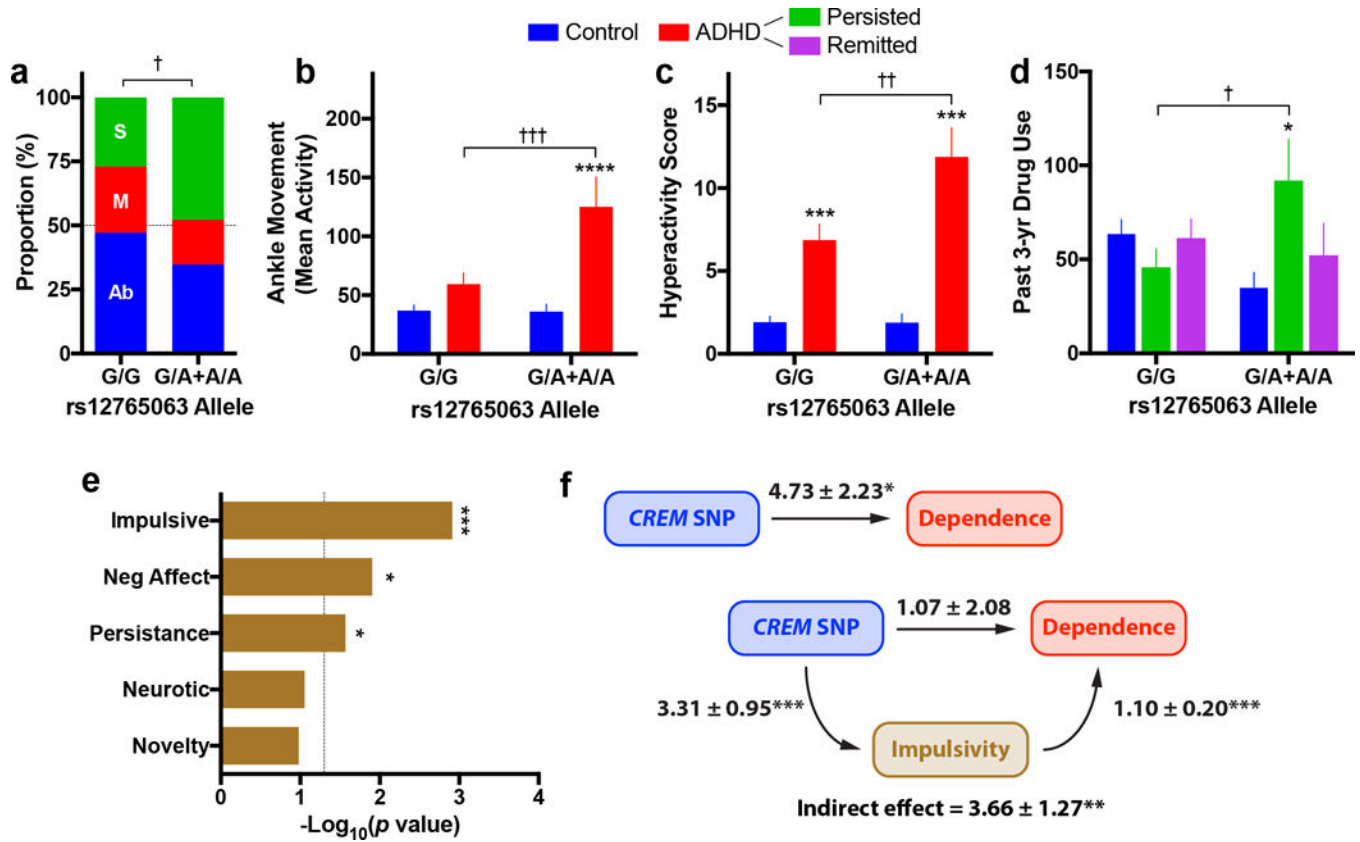 Control
ADHD
Persisted
Remitted
a
†
Proportion (%)
100
75
50
25
0
S
M
Ab
G/G
G/A+A/A
rs12765063 Allele
b
Ankle Movement
(Mean Activity)
200
150
100
50
0
†††
****
G/G
G/A+A/A
rs12765063 Allele
c
Hyperactivity Score
15
10
5
0
††
***
***
G/G
G/A+A/A
rs12765063 Allele
d
Past 3-yr Drug Use
150
100
50
0
†
*
G/G
G/A+A/A
rs12765063 Allele
e
Impulsive
***
Neg Affect
*
Persistance
*
Neurotic
Novelty
0 1 2 3 4
-Log10(p value)
f
CREM SNP
4.73 ± 2.23*
Dependence
CREM SNP
1.07 ± 2.08
Dependence
3.31 ± 0.95***
1.10 ± 0.20***
Impulsivity
Indirect effect = 3.66 ± 1.27**